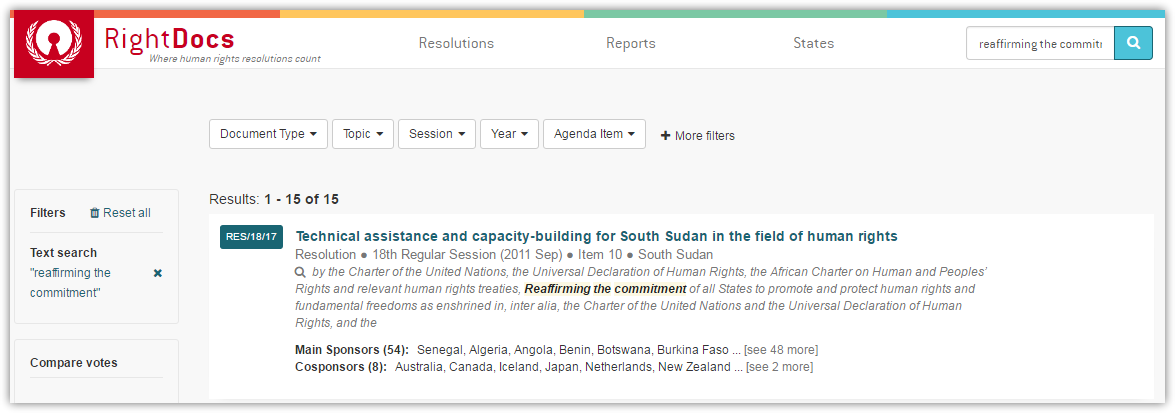 RightDocs
Where human rights resolutions count
Resolutions
Reports
States
reaffirming the commitn
Document Type
Topic
Session
Year
Agenda Item
More filters
Filters
Reset all
Text search
"reaffirming the
commitment"
Compare votes
Results: 1 - 15 of 15
RES/18/17
Technical assistance and capacity-building for South Sudan in the field of human rights
Resolution ● 18th Regular Session (2011 Sep) ● Item 10 ● South Sudan
by the Charter of the United Nations, the Universal Declaration of Human Rights, the African Charter on Human and Peoples’
Rights and relevant human rights treaties, Reaffirming the commitment of all States to promote and protect human rights and
fundamental freedoms as enshrined in, inter alia, the Charter of the United Nations and the Universal Declaration of Human
Rights, and the
Main Sponsors (54): Senegal, Algeria, Angola, Benin, Botswana, Burkina Faso ... [see 48 more]
Cosponsors (8): Australia, Canada, Iceland, Japan, Netherlands, New Zealand ... [see 2 more]